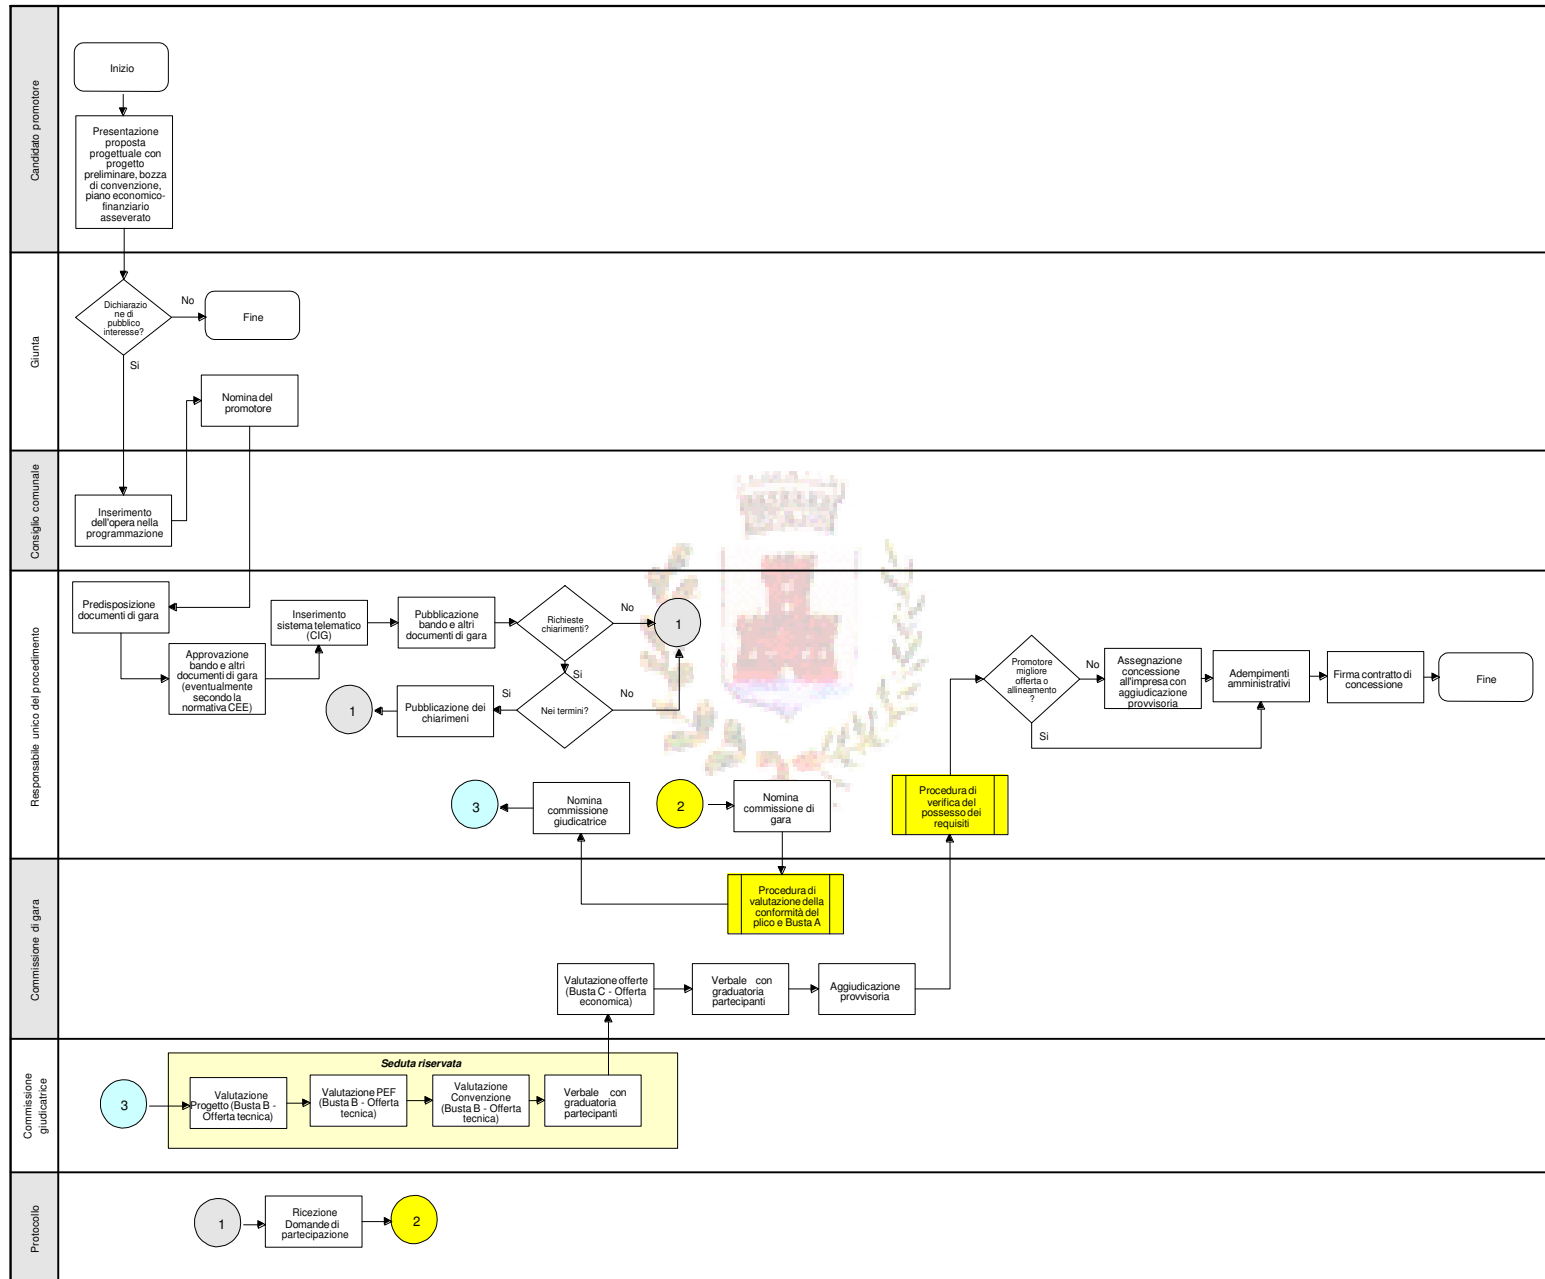 Candidato promotore
Inizio
Presentazione
proposta
progettuale con
progetto
preliminare, bozza
di convenzione,
piano economico-
finanziario
asseverato
Giunta
Dichiarazio
ne di
pubblico
interesse?
No
Fine
Si
Nomina del
promotore
Consiglio comunale
Inserimento
dell'opera nella
programmazione
Responsabile unico del procedimento
Predisposizione
documenti di gara
Approvazione
bando e altri
documenti di gara
(eventualmente
secondo la
normativa CEE)
Inserimento
sistema telematico
(CIG)
Pubblicazione
bando e altri
documenti di gara
Richieste
chiarimenti?
No
1
Si
Nei termini?
No
Si
Pubblicazione dei
chiarimeni
1
Promotore
migliore
offerta o
allineamento
?
No
Si
Assegnazione
concessione
all'impresa con
aggiudicazione
provvisoria
Adempimenti
amministrativi
Firma contratto di
concessione
Fine
3
Nomina
commissione
giudicatrice
2
Nomina
commissione di
gara
Procedura di
verifica del
possesso dei
requisiti
Commissione di gara
Procedura di
valutazione della
conformità del
plico e Busta A
Valutazione offerte
(Busta C - Offerta
economica)
Verbale con
graduatoria
partecipanti
Aggiudicazione
provvisoria
Commissione
giudicatrice
Seduta riservata
3
Valutazione
Progetto (Busta B -
Offerta tecnica)
Valutazione PEF
(Busta B - Offerta
tecnica)
Valutazione
Convenzione
(Busta B - Offerta
tecnica)
Verbale con
graduatoria
partecipanti
Protocollo
1
Ricezione
Domande di
partecipazione
2